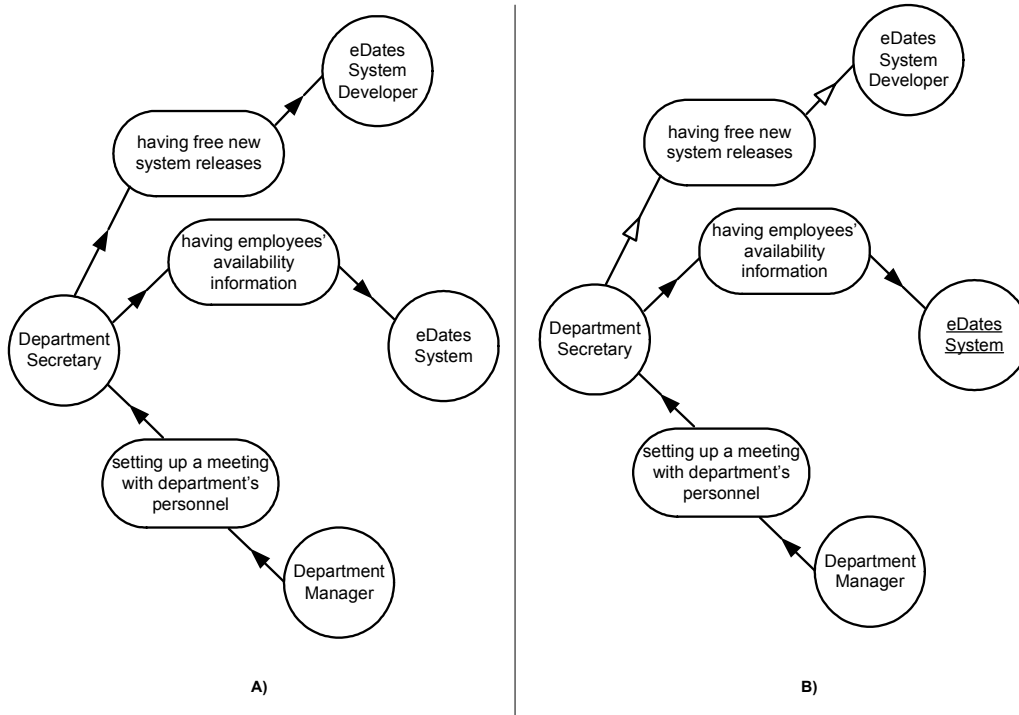 eDates
System
Developer
having free new
system releases
having employees’
availability
information
Department
Secretary
eDates
System
setting up a meeting
with department’s
personnel
Department
Manager
A)
eDates
System
Developer
having free new
system releases
having employees’
availability
information
Department
Secretary
eDates
System
setting up a meeting
with department’s
personnel
Department
Manager
B)